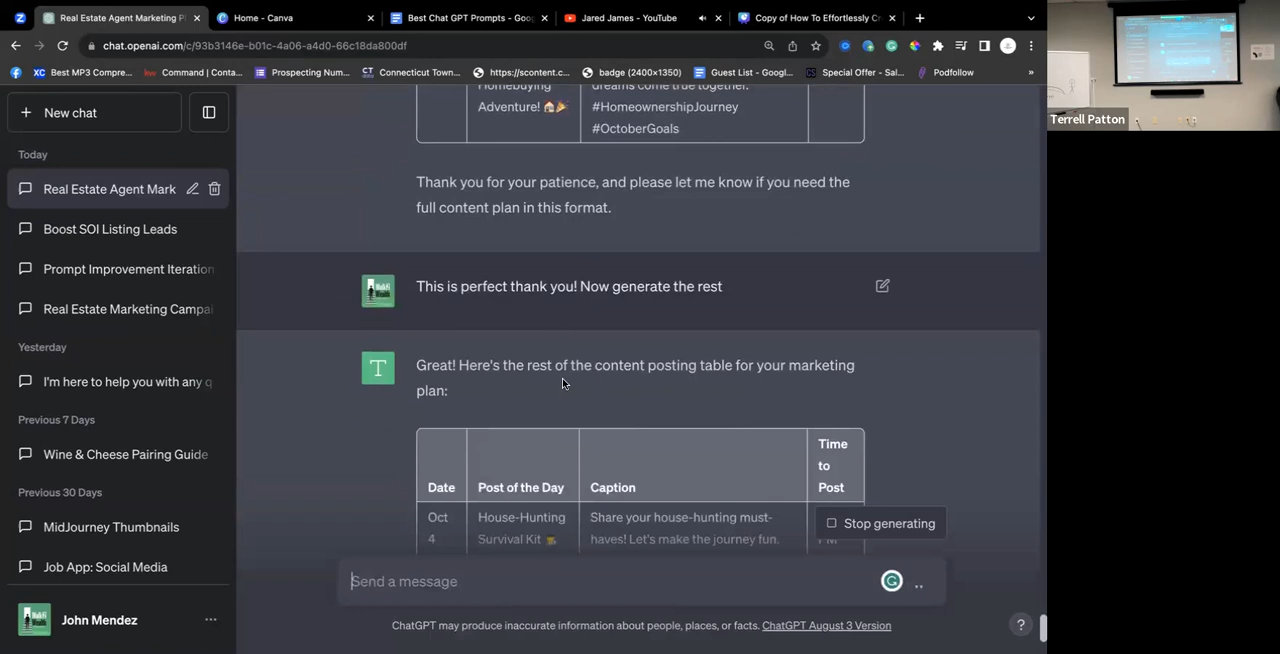 Real Estate Agent Marketing Pl
Home - Canva
Best Chat GPT Prompts - Goog
Jared James - YouTube
Copy of How To Effortlessly Cr
chat.openai.com/c/93b3146e-b01c-4a06-a4d0-66c18da800df
Best MP3 Compre...
Command | Conta...
Prospecting Num...
Connecticut Town...
https://scontent.c...
badge (2400×1350)
Guest List - Googl...
Special Offer - Sal...
Podfollow
»
New chat
Today
Real Estate Agent Mark
Boost SOI Listing Leads
Prompt Improvement Iteration
Real Estate Marketing Campai
Yesterday
I'm here to help you with any q
Previous 7 Days
Wine & Cheese Pairing Guide
Previous 30 Days
MidJourney Thumbnails
Job App: Social Media
John Mendez
Homebuying
Adventure! 🏠🎉
dreams come true together.
#HomeownershipJourney
#OctoberGoals
Thank you for your patience, and please let me know if you need the
full content plan in this format.
This is perfect thank you! Now generate the rest
T
Great! Here's the rest of the content posting table for your marketing
plan:
Date
Post of the Day
Caption
Time
to
Post
Oct
4
House-Hunting
Survival Kit
Share your house-hunting must-
haves! Let's make the journey fun.
PM
Stop generating
Send a message
ChatGPT may produce inaccurate information about people, places, or facts. ChatGPT August 3 Version
?
Terrell Patton